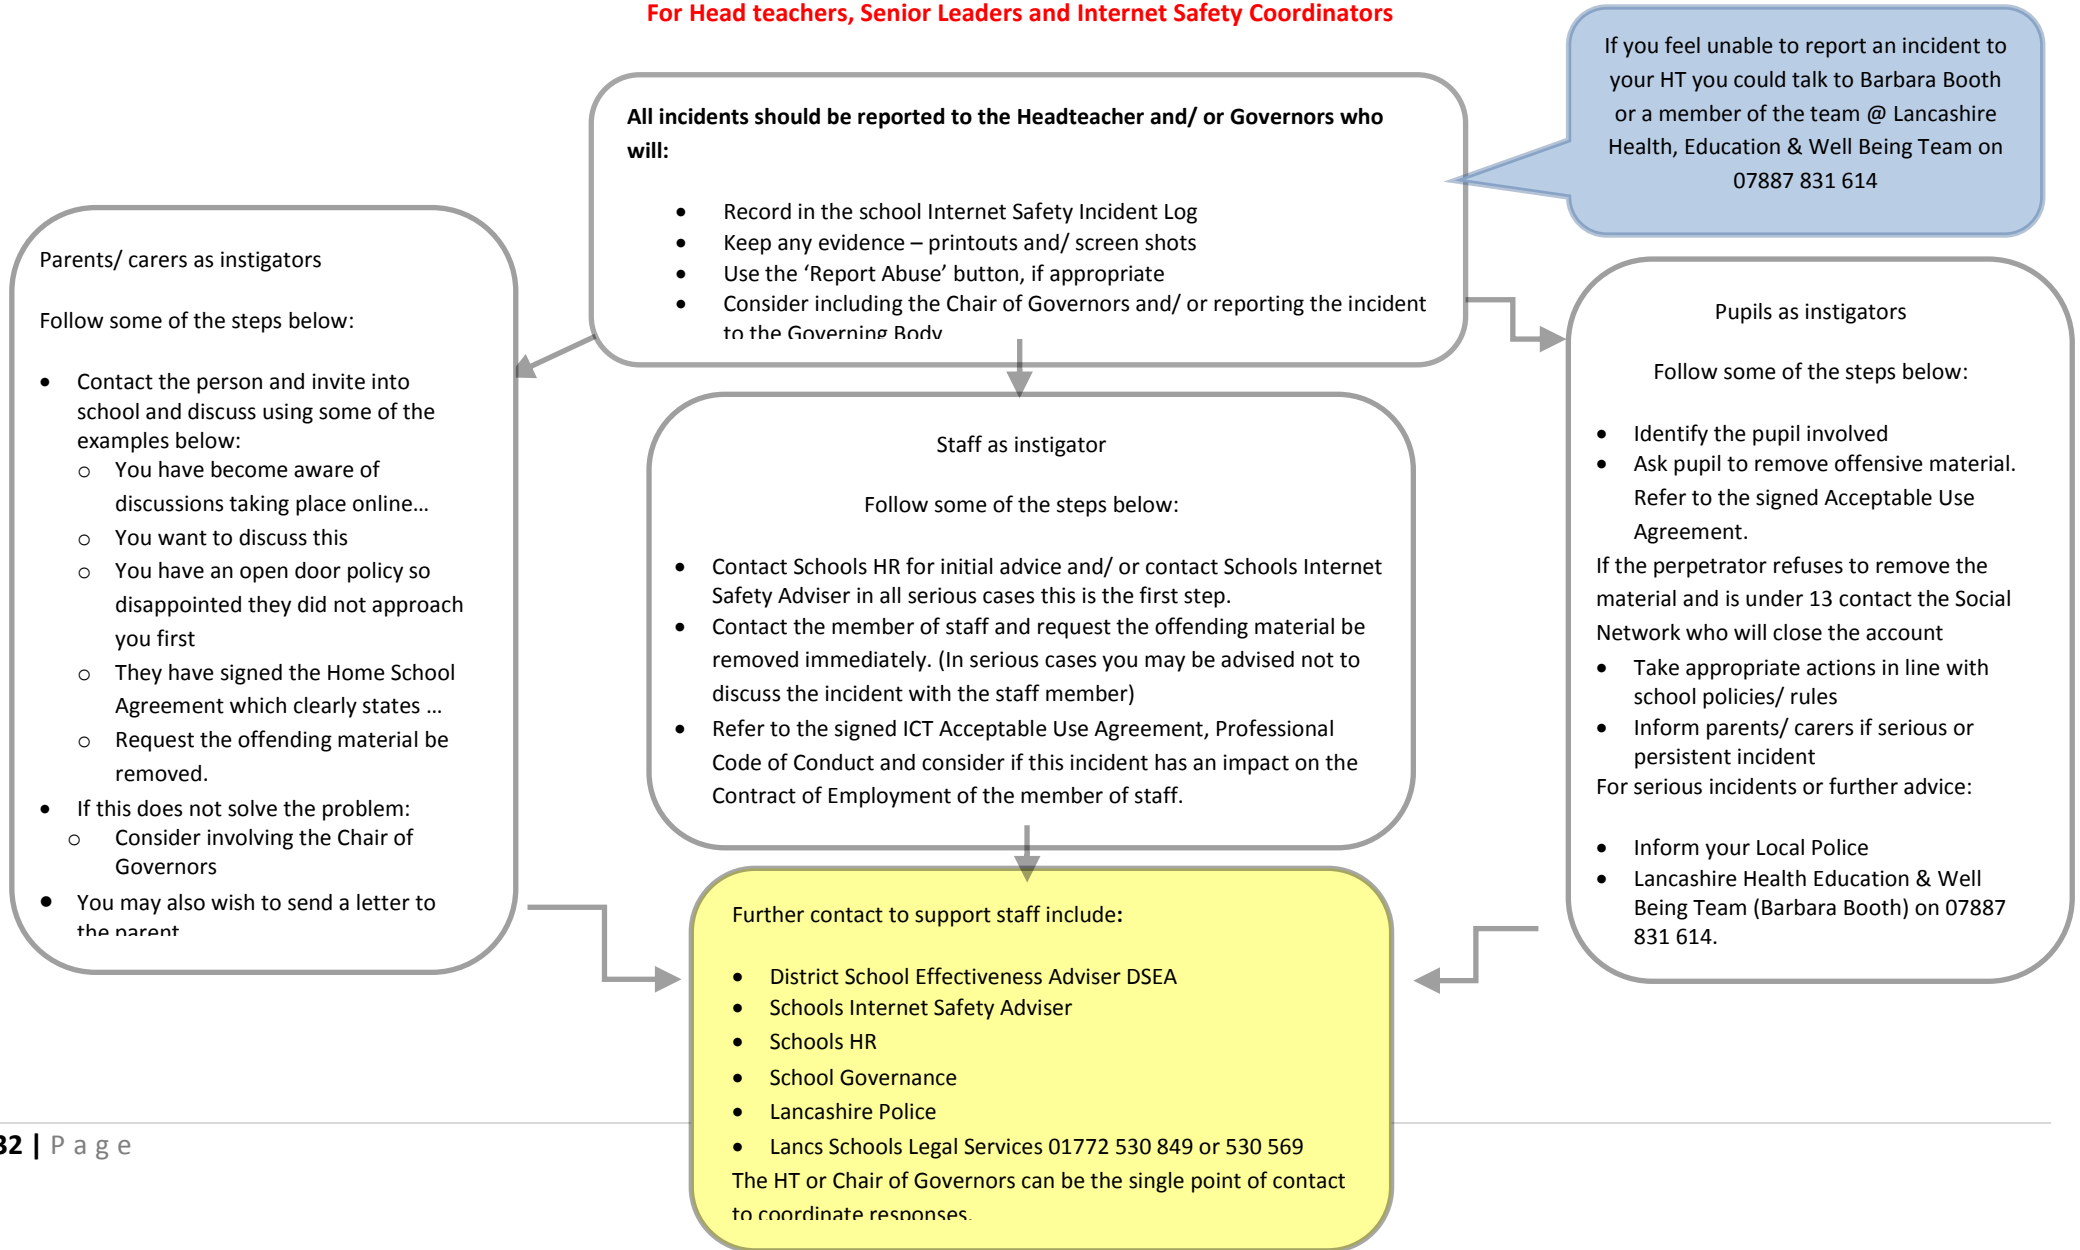 For Head teachers, Senior Leaders and Internet Safety Coordinators
If you feel unable to report an incident to
your HT you could talk to Barbara Booth
or a member of the team @ Lancashire
Health, Education & Well Being Team on
07887 831 614
All incidents should be reported to the Headteacher and/ or Governors who
will:
• Record in the school Internet Safety Incident Log
• Keep any evidence – printouts and/ screen shots
• Use the ‘Report Abuse’ button, if appropriate
• Consider including the Chair of Governors and/ or reporting the incident
to the Governing Body
Parents/ carers as instigators
Follow some of the steps below:
• Contact the person and invite into
school and discuss using some of the
examples below:
o You have become aware of
discussions taking place online…
o You want to discuss this
o You have an open door policy so
disappointed they did not approach
you first
o They have signed the Home School
Agreement which clearly states …
o Request the offending material be
removed.
• If this does not solve the problem:
o Consider involving the Chair of
Governors
• You may also wish to send a letter to
the parent
Staff as instigator
Follow some of the steps below:
• Contact Schools HR for initial advice and/ or contact Schools Internet
Safety Adviser in all serious cases this is the first step.
• Contact the member of staff and request the offending material be
removed immediately. (In serious cases you may be advised not to
discuss the incident with the staff member)
• Refer to the signed ICT Acceptable Use Agreement, Professional
Code of Conduct and consider if this incident has an impact on the
Contract of Employment of the member of staff.
Pupils as instigators
Follow some of the steps below:
• Identify the pupil involved
• Ask pupil to remove offensive material.
Refer to the signed Acceptable Use
Agreement.
If the perpetrator refuses to remove the
material and is under 13 contact the Social
Network who will close the account
• Take appropriate actions in line with
school policies/ rules
• Inform parents/ carers if serious or
persistent incident
For serious incidents or further advice:
• Inform your Local Police
• Lancashire Health Education & Well
Being Team (Barbara Booth) on 07887
831 614.
Further contact to support staff include:
• District School Effectiveness Adviser DSEA
• Schools Internet Safety Adviser
• Schools HR
• School Governance
• Lancashire Police
• Lancs Schools Legal Services 01772 530 849 or 530 569
The HT or Chair of Governors can be the single point of contact
to coordinate responses.
32 | Page